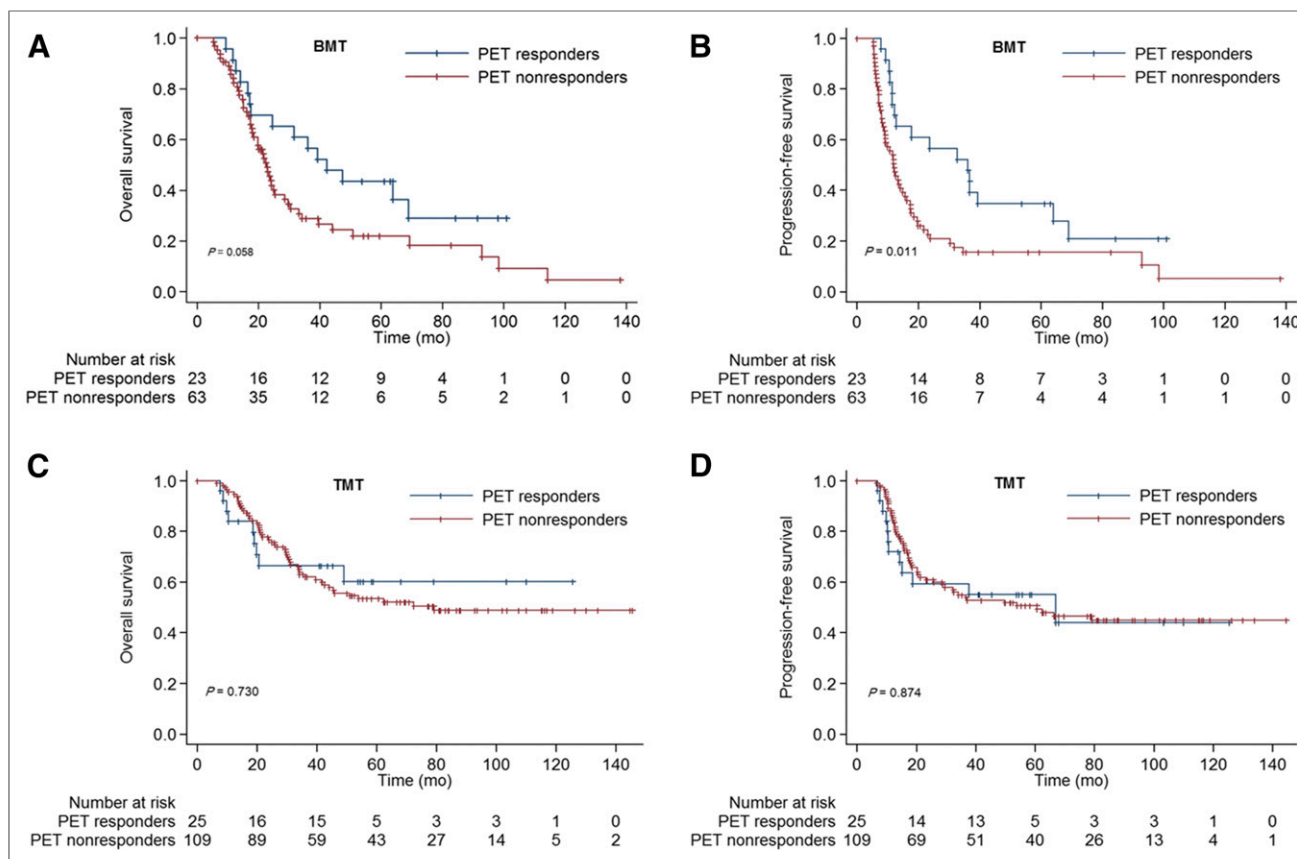 A
BMT
PET responders
PET nonresponders
Overall survival
1.0
0.8
0.6
0.4
0.2
0.0
P = 0.058
0 20 40 60 80 100 120 140
Time (mo)
Number at risk
PET responders 23 16 12 9 4 1 0 0
PET nonresponders 63 35 12 6 5 2 1 0
B
BMT
PET responders
PET nonresponders
Progression-free survival
1.0
0.8
0.6
0.4
0.2
0.0
P = 0.011
0 20 40 60 80 100 120 140
Time (mo)
Number at risk
PET responders 23 14 8 7 3 1 0 0
PET nonresponders 63 16 7 4 4 1 1 0
C
TMT
PET responders
PET nonresponders
Overall survival
1.0
0.8
0.6
0.4
0.2
0.0
P = 0.730
0 20 40 60 80 100 120 140
Time (mo)
Number at risk
PET responders 25 16 15 5 3 3 1 0
PET nonresponders 109 89 59 43 27 14 5 2
D
TMT
PET responders
PET nonresponders
Progression-free survival
1.0
0.8
0.6
0.4
0.2
0.0
P = 0.874
0 20 40 60 80 100 120 140
Time (mo)
Number at risk
PET responders 25 14 13 5 3 3 1 0
PET nonresponders 109 69 51 40 26 13 4 1